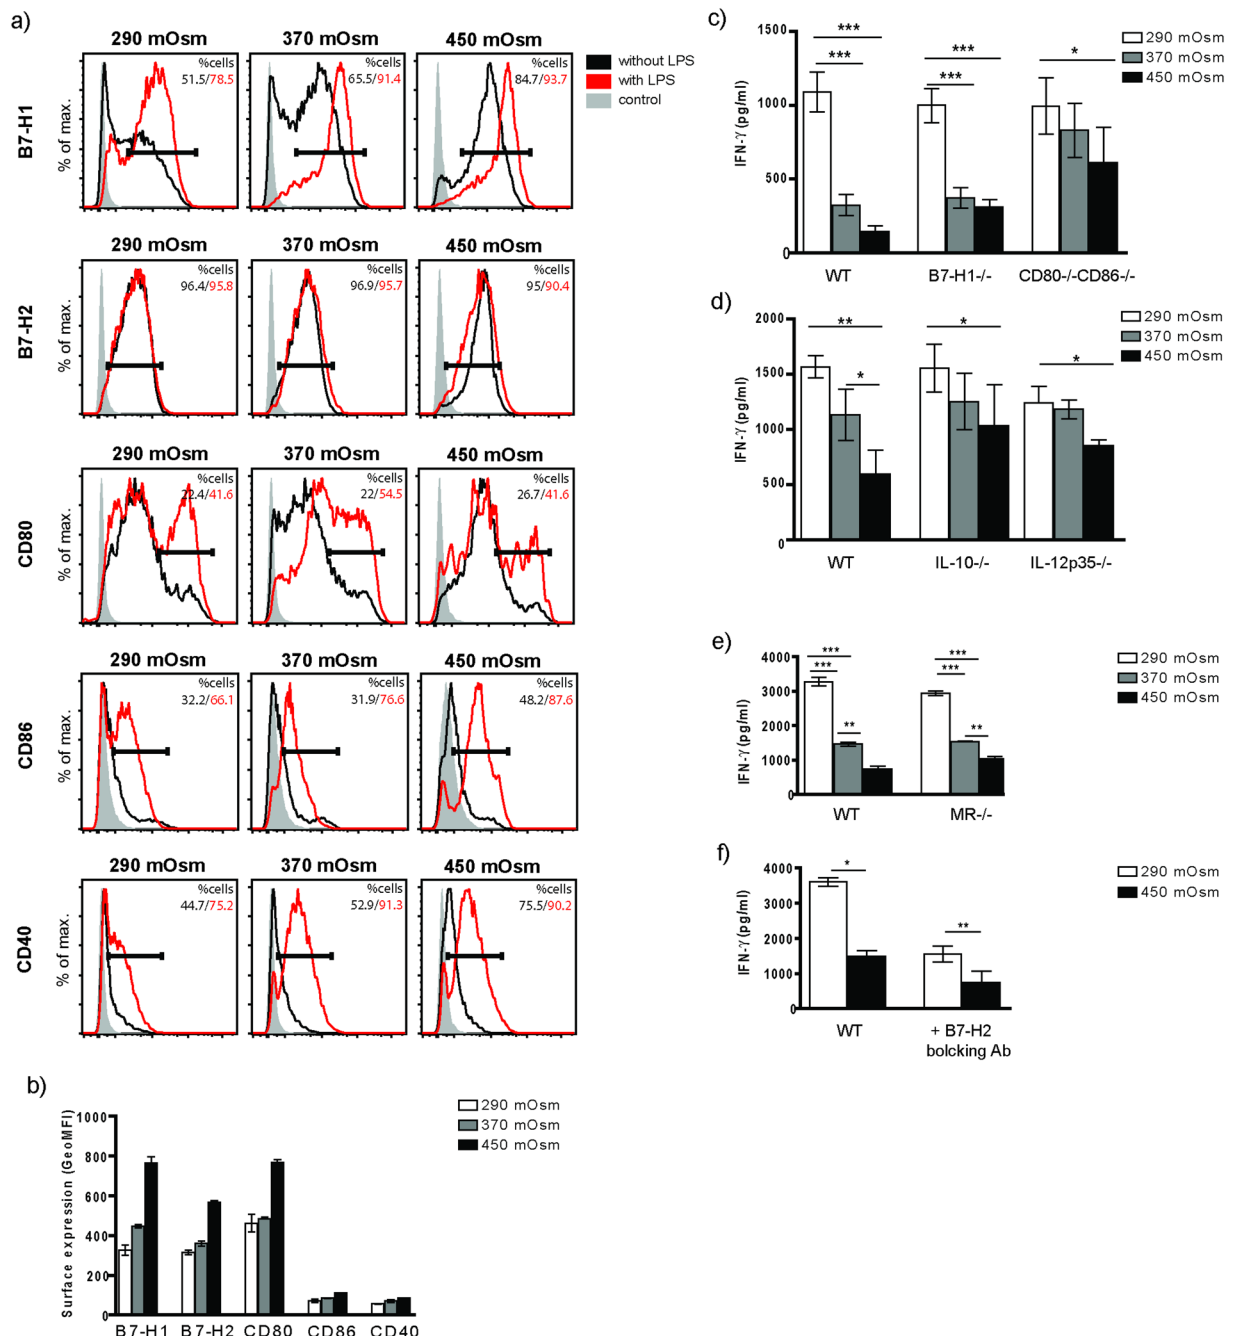 a)
290 mOsm 370 mOsm 450 mOsm
B7-H1
% of max.
%cells
51.5/78.5
%cells
65.5/91.4
%cells
84.7/93.7
without LPS
with LPS
control
290 mOsm 370 mOsm 450 mOsm
B7-H2
% of max.
%cells
96.4/95.8
%cells
96.9/95.7
%cells
95/90.4
290 mOsm 370 mOsm 450 mOsm
CD80
% of max.
%cells
22.4/41.6
%cells
22/54.5
%cells
26.7/41.6
290 mOsm 370 mOsm 450 mOsm
CD86
% of max.
%cells
32.2/66.1
%cells
31.9/76.6
%cells
48.2/87.6
290 mOsm 370 mOsm 450 mOsm
CD40
% of max.
%cells
44.7/75.2
%cells
52.9/91.3
%cells
75.5/90.2
b)
Surface expression (GeoMFI)
1000
800
600
400
200
0
B7-H1 B7-H2 CD80 CD86 CD40
290 mOsm
370 mOsm
450 mOsm
c)
IFN-γ (pg/ml)
1500
1000
500
0
*** *** *
*** ***
WT B7-H1-/- CD80-/-CD86-/-
290 mOsm
370 mOsm
450 mOsm
d)
IFN-γ (pg/ml)
2000
1500
1000
500
0
** * *
*
WT IL-10-/- IL-12p35-/-
290 mOsm
370 mOsm
450 mOsm
e)
IFN-γ (pg/ml)
4000
3000
2000
1000
0
*** ***
*** ***
** **
WT MR-/-
290 mOsm
370 mOsm
450 mOsm
f)
IFN-γ (pg/ml)
4000
3000
2000
1000
0
* **
WT + B7-H2
bolcking Ab
290 mOsm
450 mOsm